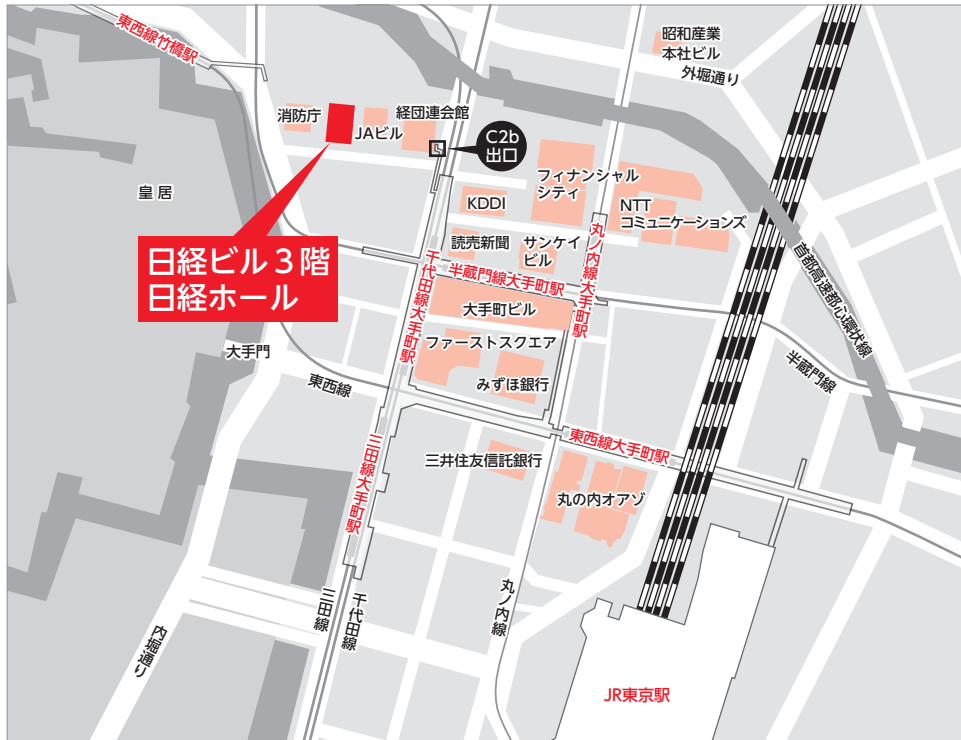 東西線竹橋駅
昭和産業
本社ビル
外堀通り
消防庁
JAビル
経団連会館
C2b
出口
皇居
フィナンシャル
シティ
KDDI
NTT
コミュニケーションズ
読売新聞
サンケイ
ビル
丸ノ内線大手町駅
首都高速都心環状線
日経ビル３階
日経ホール
千代田線大手町駅
半蔵門線大手町駅
大手町ビル
大手門
ファーストスクエア
みずほ銀行
半蔵門線
東西線
東西線大手町駅
三井住友信託銀行
三田線大手町駅
丸の内オアゾ
三田線
千代田線
丸ノ内線
内堀通り
JR東京駅